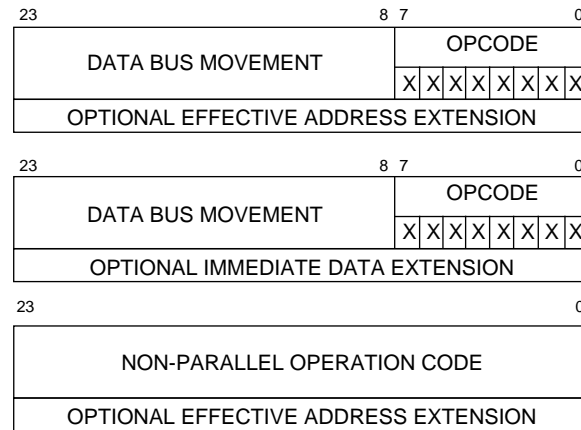 23 8 7 0
OPCODE
DATA BUS MOVEMENT
X X X X X X X X
OPTIONAL EFFECTIVE ADDRESS EXTENSION
23 8 7 0
OPCODE
DATA BUS MOVEMENT
X X X X X X X X
OPTIONAL IMMEDIATE DATA EXTENSION
23 0
NON-PARALLEL OPERATION CODE
OPTIONAL EFFECTIVE ADDRESS EXTENSION